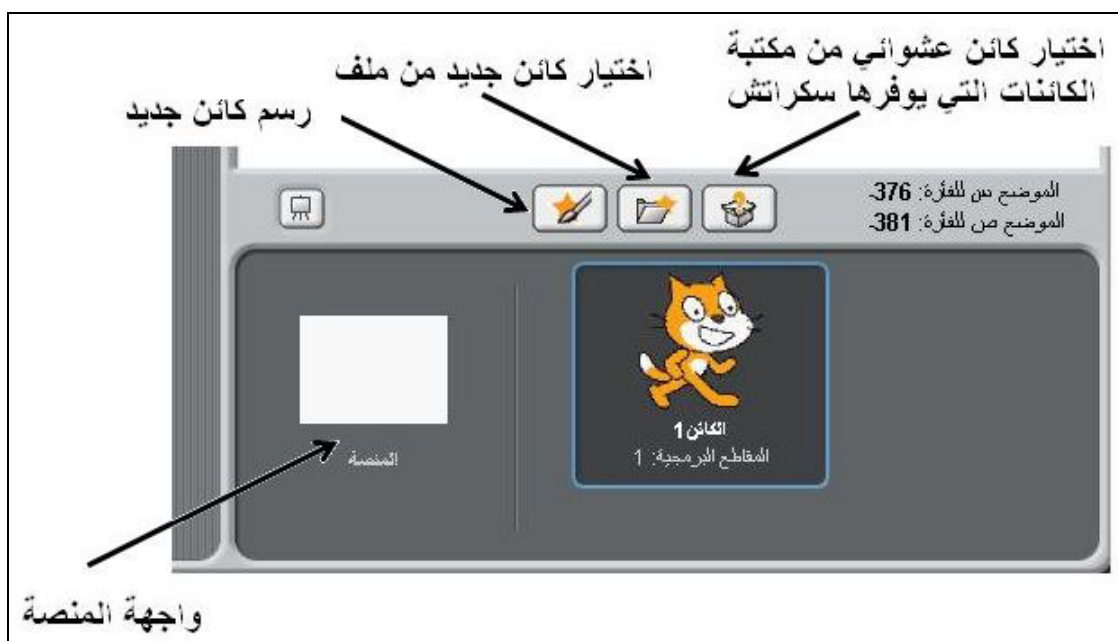 اختيار كائن عشوائي من مكتبة
الكائنات التي يوفرها سكراتش
اختيار كائن جديد من ملف
رسم كائن جديد
الموضع س للفأرة: 376-
الموضع ص للفأرة: 381-
الكائن1
المقاطع البرمجية: 1
المنصة
واجهة المنصة